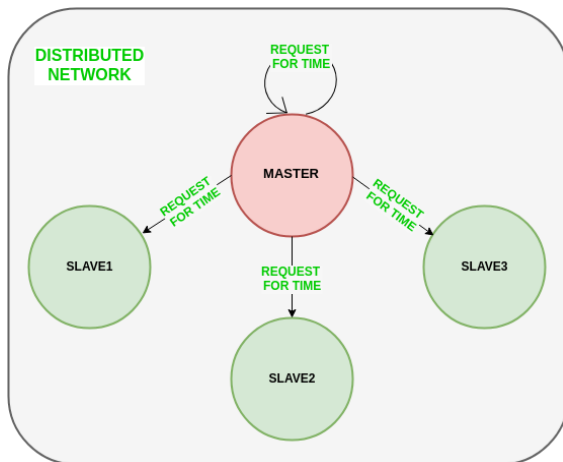 DISTRIBUTED
NETWORK
REQUEST
FOR TIME
MASTER
REQUEST
FOR TIME
REQUEST
FOR TIME
REQUEST
FOR TIME
SLAVE1
SLAVE3
SLAVE2